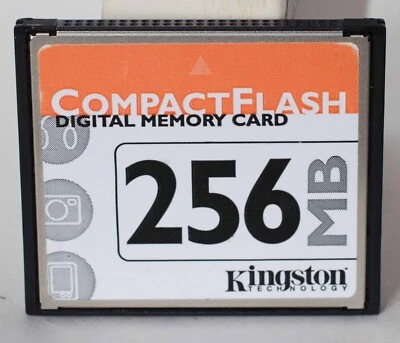 COMPACTFLASH
DIGITAL MEMORY CARD
256
MB
Kingston
TECHNOLOGY